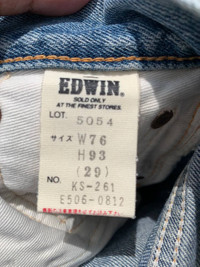 EDWIN.
SOLD ONLY
AT THE FINEST STORES.
LOT. 5054
サイズ W76
H93
(29)
NO. KS-261
E506-0812